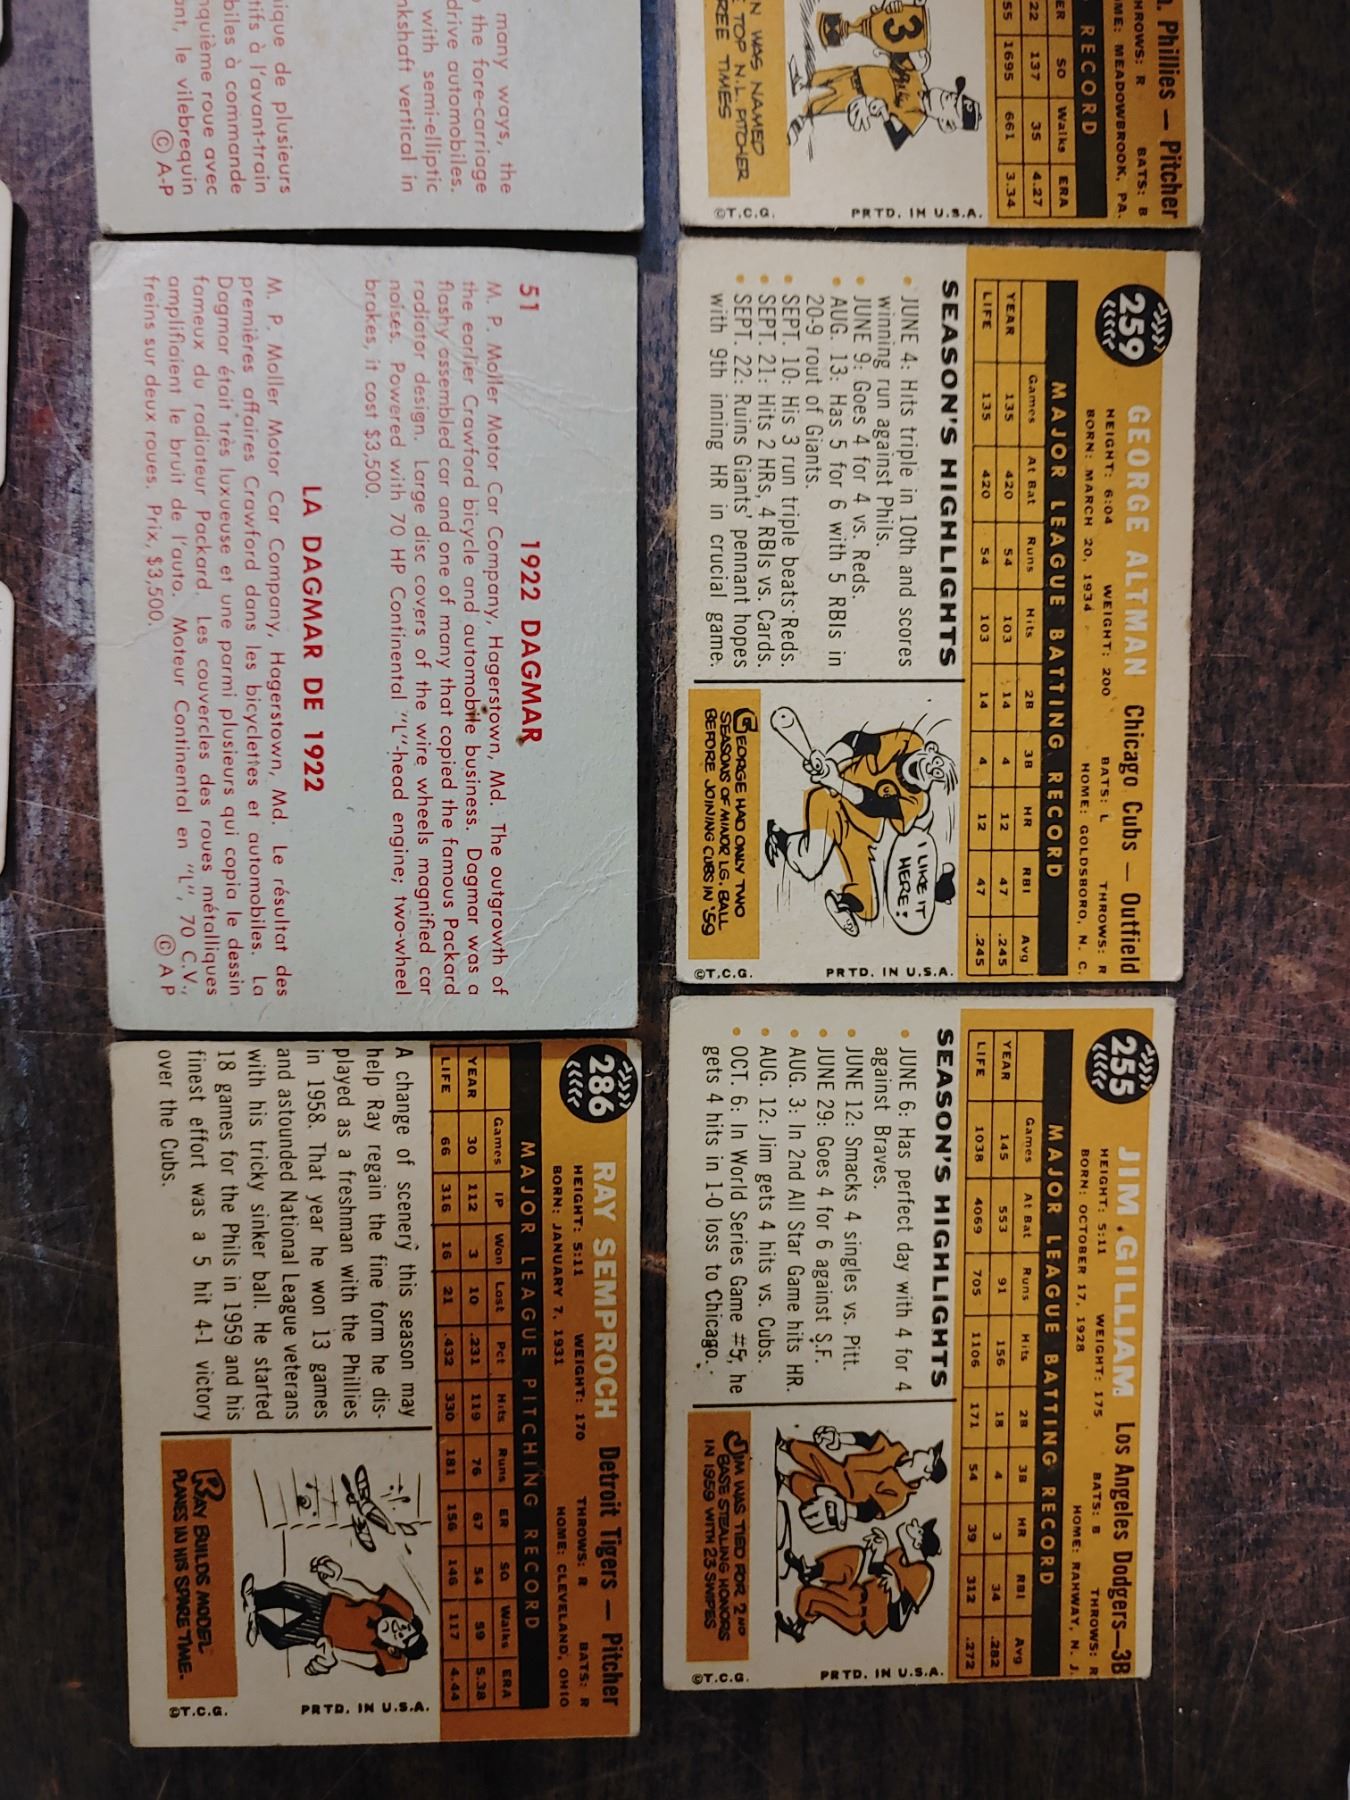 many ways, the
the fore-carriage
drive automobiles.
with semi-elliptic
nkshaft vertical in
ique de plusieurs
tifs à l'avant-train
biles à commande
nquième roue avec
nt, le vilebrequin
© A-P
. Phillies — Pitcher
HROWS: R BATS: B
ME: MEADOWBROOK, PA.
RECORD
ER SO Walks ERA
22 137 35 4.27
55 1695 661 3.34
3
N WAS NAMED
TOP N.L. PITCHER
REE TIMES
©T.C.G. PRTD. IN U.S.A.
51
1922 DAGMAR
M. P. Moller Motor Car Company, Hagerstown, Md. The outgrowth of
the earlier Crawford bicycle and automobile business. Dagmar was a
flashy assembled car and one of many that copied the famous Packard
radiator design. Large disc covers of the wire wheels magnified car
noises. Powered with 70 HP Continental "L"-head engine; two-wheel
brakes, it cost $3,500.
LA DAGMAR DE 1922
M. P. Moller Motor Car Company, Hagerstown, Md. Le résultat des
premières affaires Crawford dans les bicyclettes et automobiles. La
Dagmar était très luxueuse et une parmi plusieurs qui copia le dessin
fameux du radiateur Packard. Les couvercles des roues métalliques
amplifiaient le bruit de l'auto. Moteur Continental en "L", 70 C.V.,
freins sur deux roues. Prix, $3,500.
© A P
259
GEORGE ALTMAN Chicago Cubs — Outfield
HEIGHT: 6:04 WEIGHT: 200 BATS: L THROWS: R
BORN: MARCH 20, 1934 HOME: GOLDSBORO, N. C.
MAJOR LEAGUE BATTING RECORD
Games At Bat Runs Hits 2B 3B HR RBI Avg
YEAR 135 420 54 103 14 4 12 47 .245
LIFE 135 420 54 103 14 4 12 47 .245
SEASON'S HIGHLIGHTS
• JUNE 4: Hits triple in 10th and scores
winning run against Phils.
• JUNE 9: Goes 4 for 4 vs. Reds.
• AUG. 13: Has 5 for 6 with 5 RBIs in
20-9 rout of Giants.
• SEPT. 10: His 3 run triple beats Reds.
• SEPT. 21: Hits 2 HRs, 4 RBIs vs. Cards.
• SEPT. 22: Ruins Giants' pennant hopes
with 9th inning HR in crucial game.
I LIKE IT
HERE!
GEORGE HAD ONLY TWO
SEASONS OF MINOR LG. BALL
BEFORE JOINING CUBS IN '59
©T.C.G. PRTD. IN U.S.A.
255
JIM GILLIAM Los Angeles Dodgers—3B
HEIGHT: 5:11 WEIGHT: 175 BATS: B THROWS: R
BORN: OCTOBER 17, 1928 HOME: RAHWAY, N. J.
MAJOR LEAGUE BATTING RECORD
Games At Bat Runs Hits 2B 3B HR RBI Avg
YEAR 145 553 91 156 18 4 3 34 .282
LIFE 1038 4069 705 1106 171 54 39 312 .272
SEASON'S HIGHLIGHTS
• JUNE 6: Has perfect day with 4 for 4
against Braves.
• JUNE 12: Smacks 4 singles vs. Pitt.
• JUNE 29: Goes 4 for 6 against S.F.
• AUG. 3: In 2nd All Star Game hits HR.
• AUG. 12: Jim gets 4 hits vs. Cubs.
• OCT. 6: In World Series Game #5, he
gets 4 hits in 1-0 loss to Chicago.
JIM WAS TIED FOR 2ND
BASE STEALING HONORS
IN 1959 WITH 23 SWIPES
©T.C.G. PRTD. IN U.S.A.
286
RAY SEMPROCH Detroit Tigers — Pitcher
HEIGHT: 5:11 WEIGHT: 170 THROWS: R BATS: R
BORN: JANUARY 7, 1931 HOME: CLEVELAND, OHIO
MAJOR LEAGUE PITCHING RECORD
Games IP Won Lost Pct. Hits Runs ER SO Walks ERA
YEAR 30 112 3 10 .231 119 76 67 54 59 5.38
LIFE 66 316 16 21 .432 330 181 156 146 117 4.44
A change of scenery this season may
help Ray regain the fine form he dis-
played as a freshman with the Phillies
in 1958. That year he won 13 games
and astounded National League veterans
with his tricky sinker ball. He started
18 games for the Phils in 1959 and his
finest effort was a 5 hit 4-1 victory
over the Cubs.
RAY BUILDS MODEL
PLANES IN HIS SPARE TIME.
©T.C.G. PRTD. IN U.S.A.